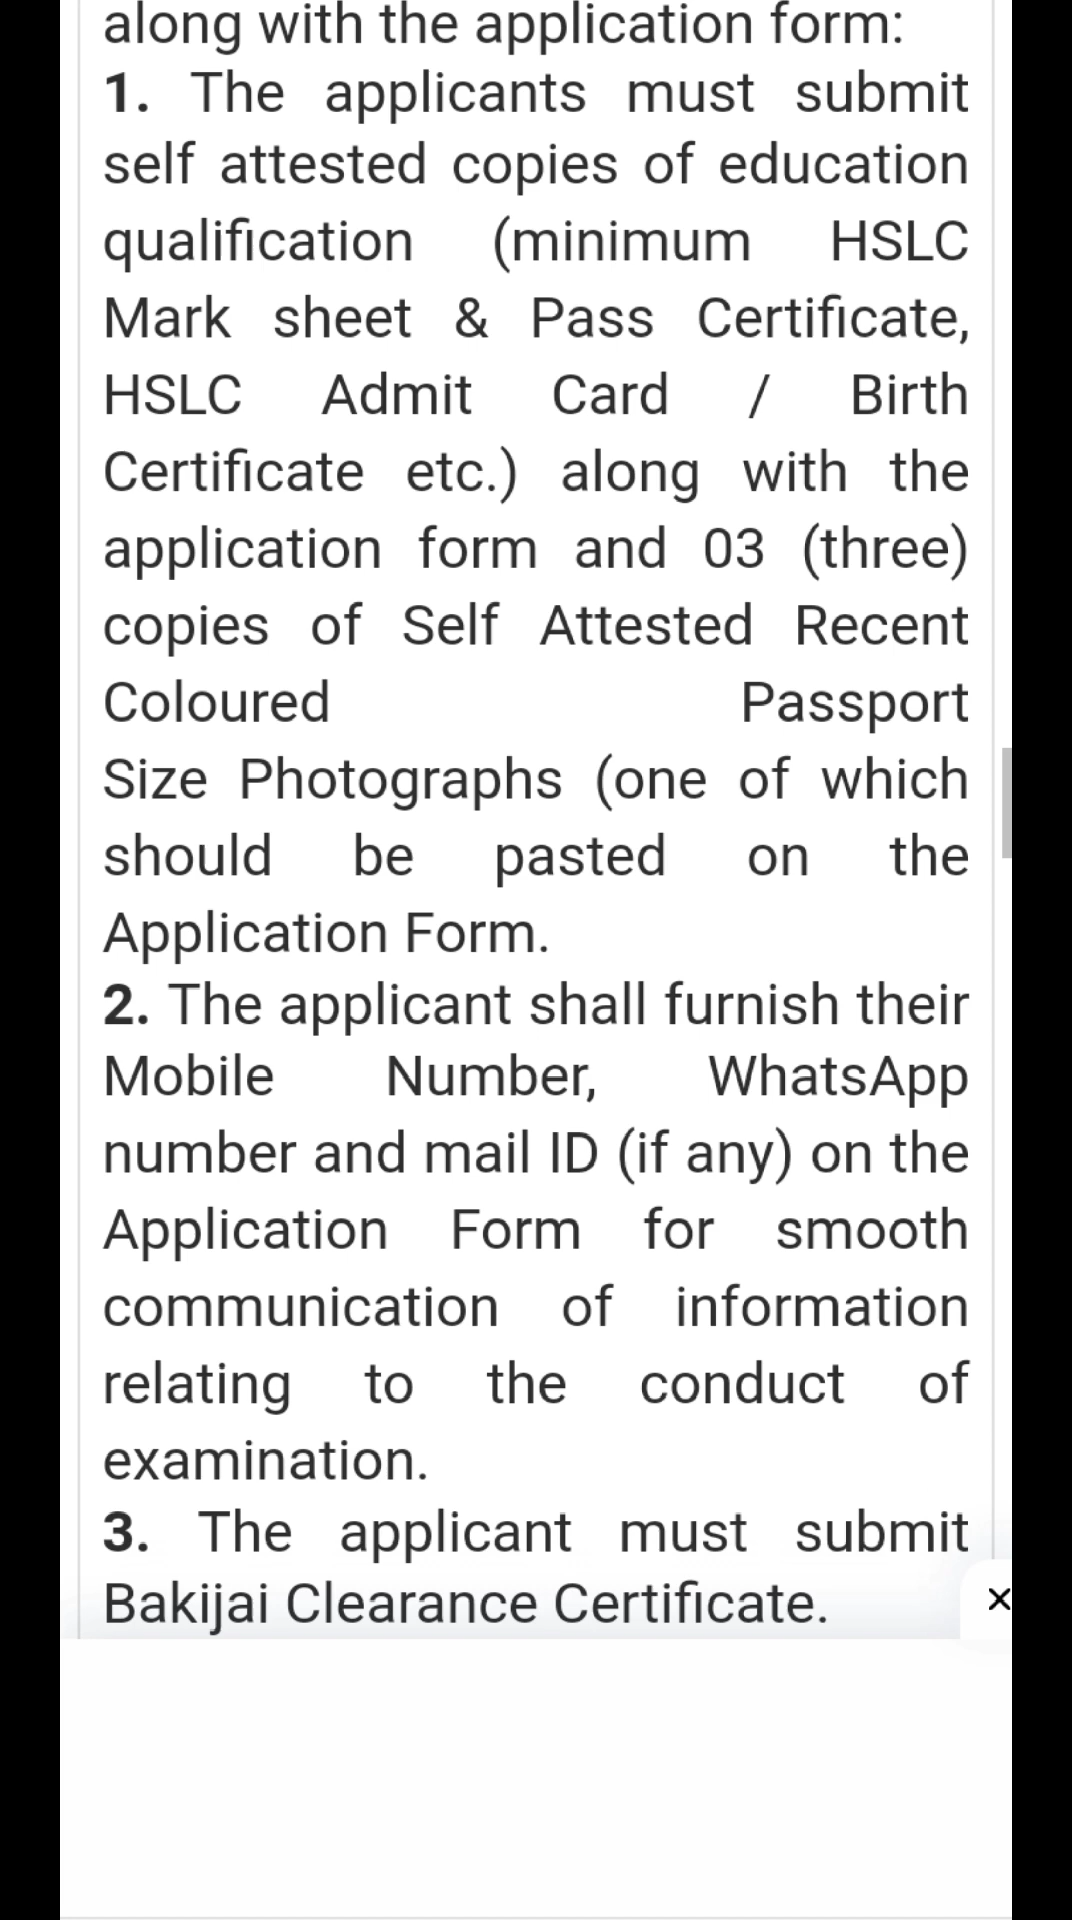 along with the application form:
1. The applicants must submit
self attested copies of education
qualification (minimum HSLC
Mark sheet & Pass Certificate,
HSLC Admit Card / Birth
Certificate etc.) along with the
application form and 03 (three)
copies of Self Attested Recent
Coloured Passport
Size Photographs (one of which
should be pasted on the
Application Form.
2. The applicant shall furnish their
Mobile Number, WhatsApp
number and mail ID (if any) on the
Application Form for smooth
communication of information
relating to the conduct of
examination.
3. The applicant must submit
Bakijai Clearance Certificate.